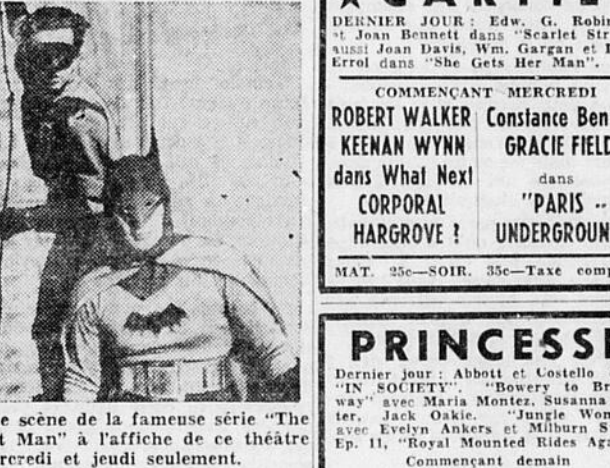 e scène de la fameuse série "The
t Man" à l'affiche de ce théâtre
rcredi et jeudi seulement.
DERNIER JOUR : Edw. G. Robin
et Joan Bennett dans "Scarlet Str
aussi Joan Davis, Wm. Gargan et
Errol dans "She Gets Her Man".
COMMENÇANT MERCREDI
ROBERT WALKER
KEENAN WYNN
dans What Next
CORPORAL
HARGROVE ?
Constance Ben
GRACIE FIELD
dans
"PARIS --
UNDERGROUN
MAT. 25c—SOIR. 35c—Taxe comp
PRINCESSE
Dernier jour : Abbott et Costello
"IN SOCIETY". "Bowery to Br
way" avec Maria Montez, Susanna
ter, Jack Oakie. "Jungle Wom
avec Evelyn Ankers et Milburn S
Ep. 11, "Royal Mounted Rides Aga
Commençant demain